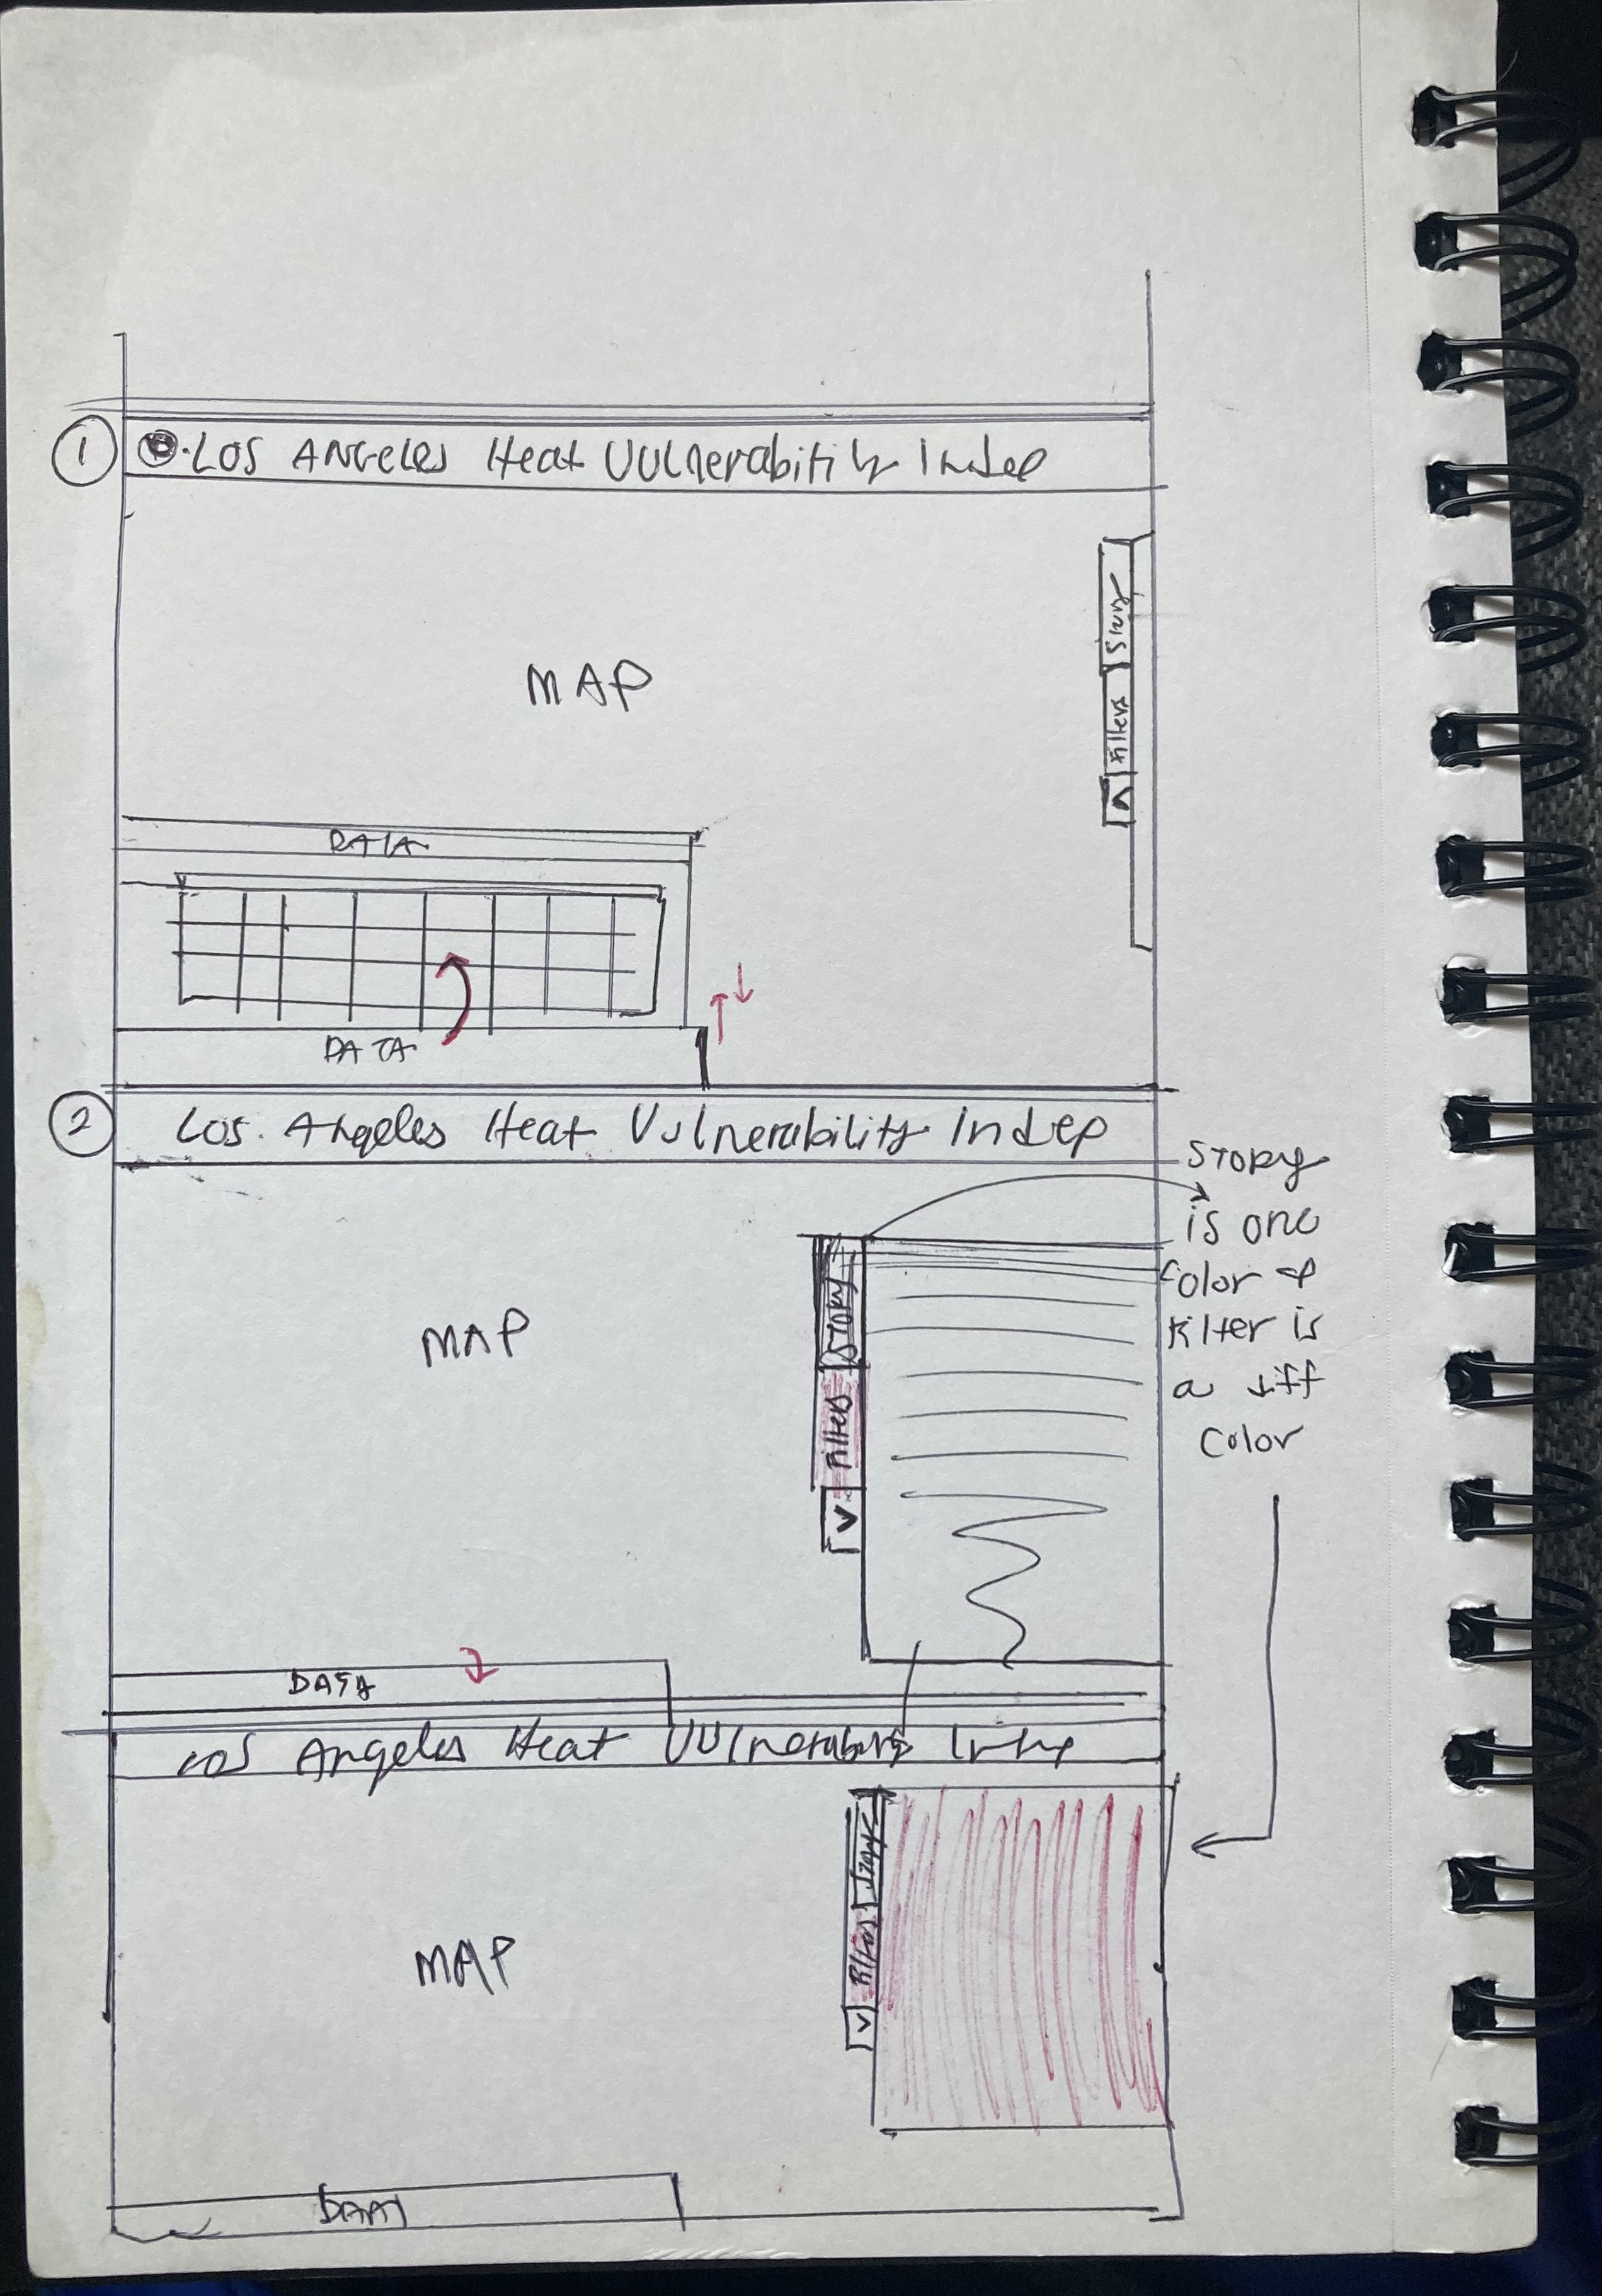 1 LOS ANGELES Heat Vulnerability Index
Story
MAP
Filters
^
DATA
DATA
2 Los Angeles Heat Vulnerability Index
STORY
is one
Color &
Filter is
a diff
Color
STORY
MAP
Filters
V
DATA
Los Angeles Heat Vulnerability Index
Story
Filters
MAP
V
DATA